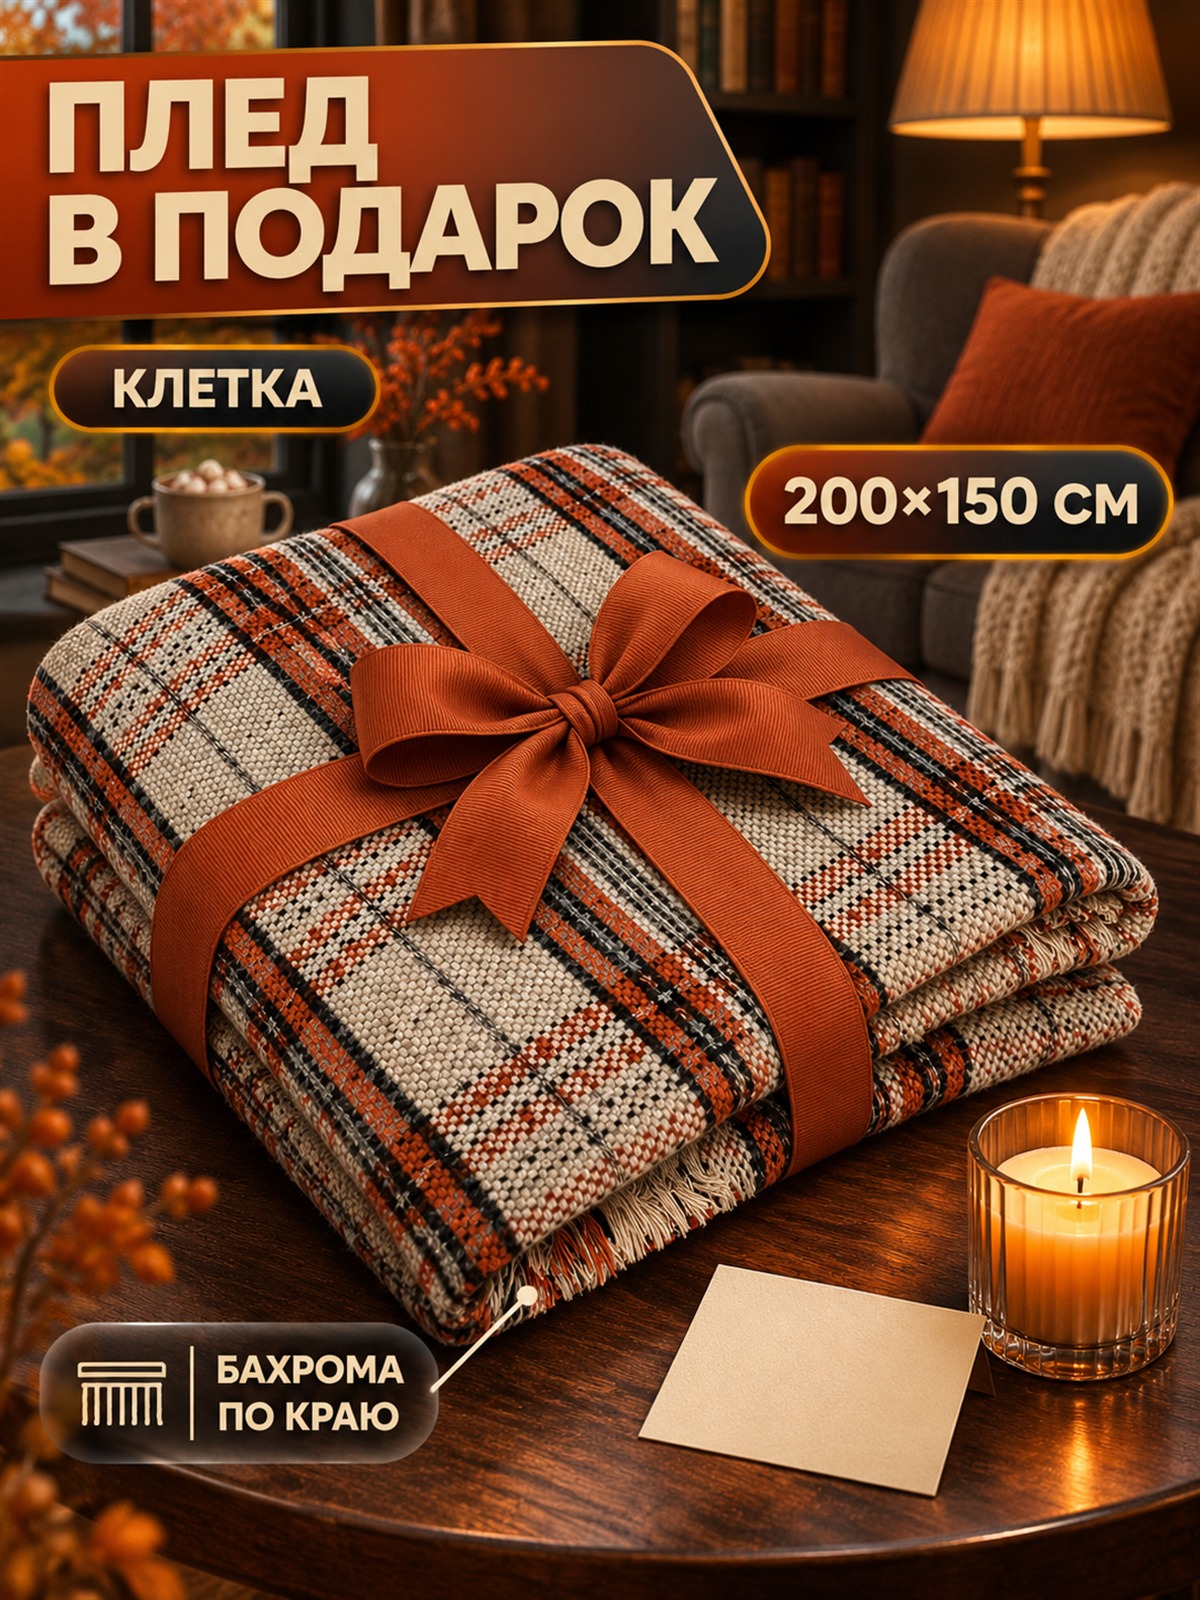 ПЛЕД
В ПОДАРОК
КЛЕТКА
200×150 СМ
БАХРОМА
ПО КРАЮ